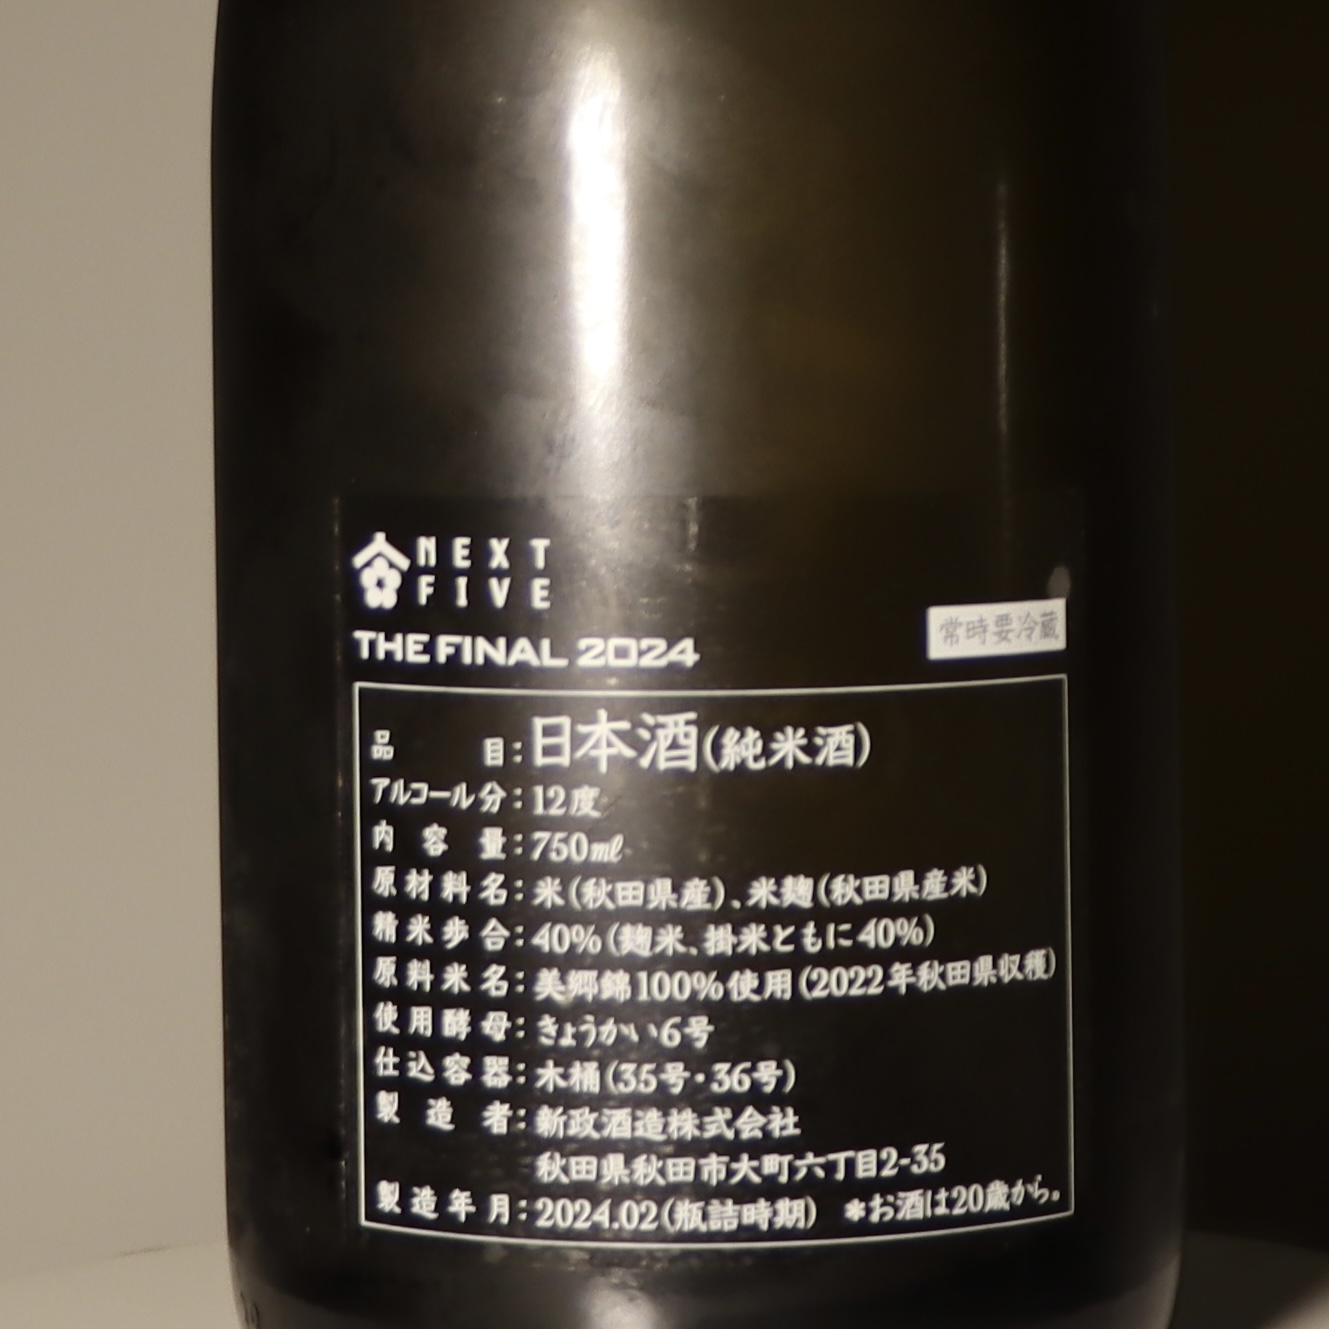 NEXT
FIVE
THE FINAL 2024
常時要冷蔵
品目:日本酒(純米酒)
アルコール分:12度
内容量:750ml
原材料名:米(秋田県産)、米麹(秋田県産米)
精米歩合:40%(麹米、掛米ともに40%)
原料米名:美郷錦100%使用(2022年秋田県収穫)
使用酵母:きょうかい6号
仕込容器:木桶(35号・36号)
製造者:新政酒造株式会社
秋田県秋田市大町六丁目2-35
製造年月:2024.02(瓶詰時期) *お酒は20歳から。